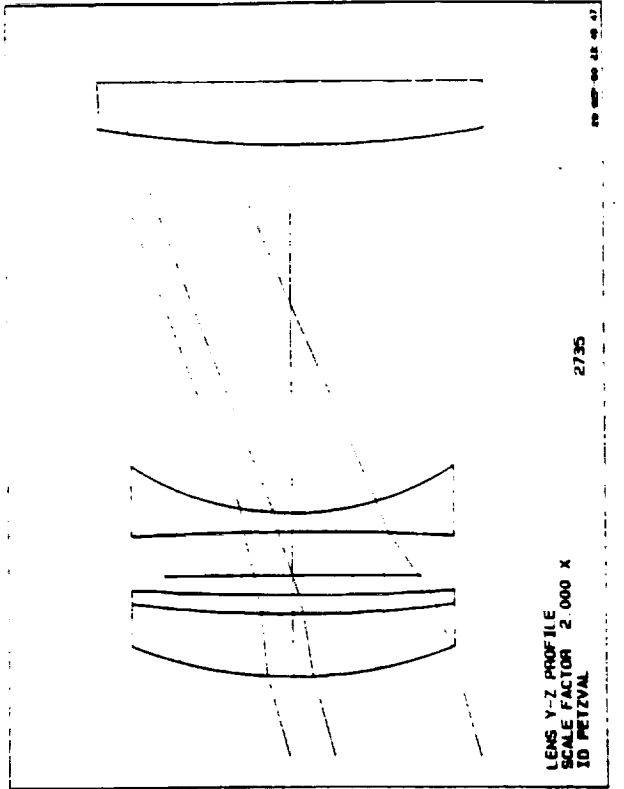 LENS Y-Z PROFILE
SCALE FACTOR 2.000 X
ID PETZVAL
2735